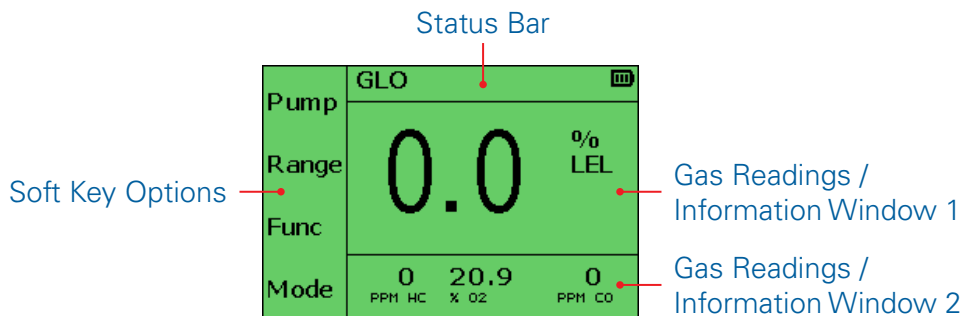 Status Bar
GLO
Pump
Range
Func
Mode
0.0
%
LEL
0 20.9 0
PPM HC % O2 PPM CO
Soft Key Options
Gas Readings /
Information Window 1
Gas Readings /
Information Window 2